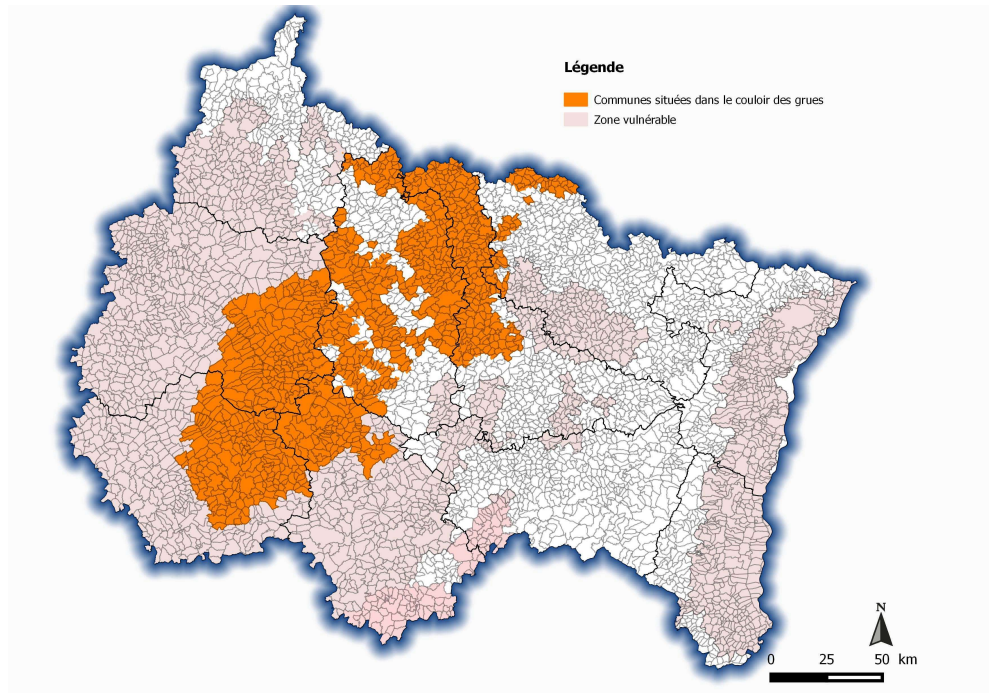 Légende
Communes situées dans le couloir des grues
Zone vulnérable
N
0 25 50 km